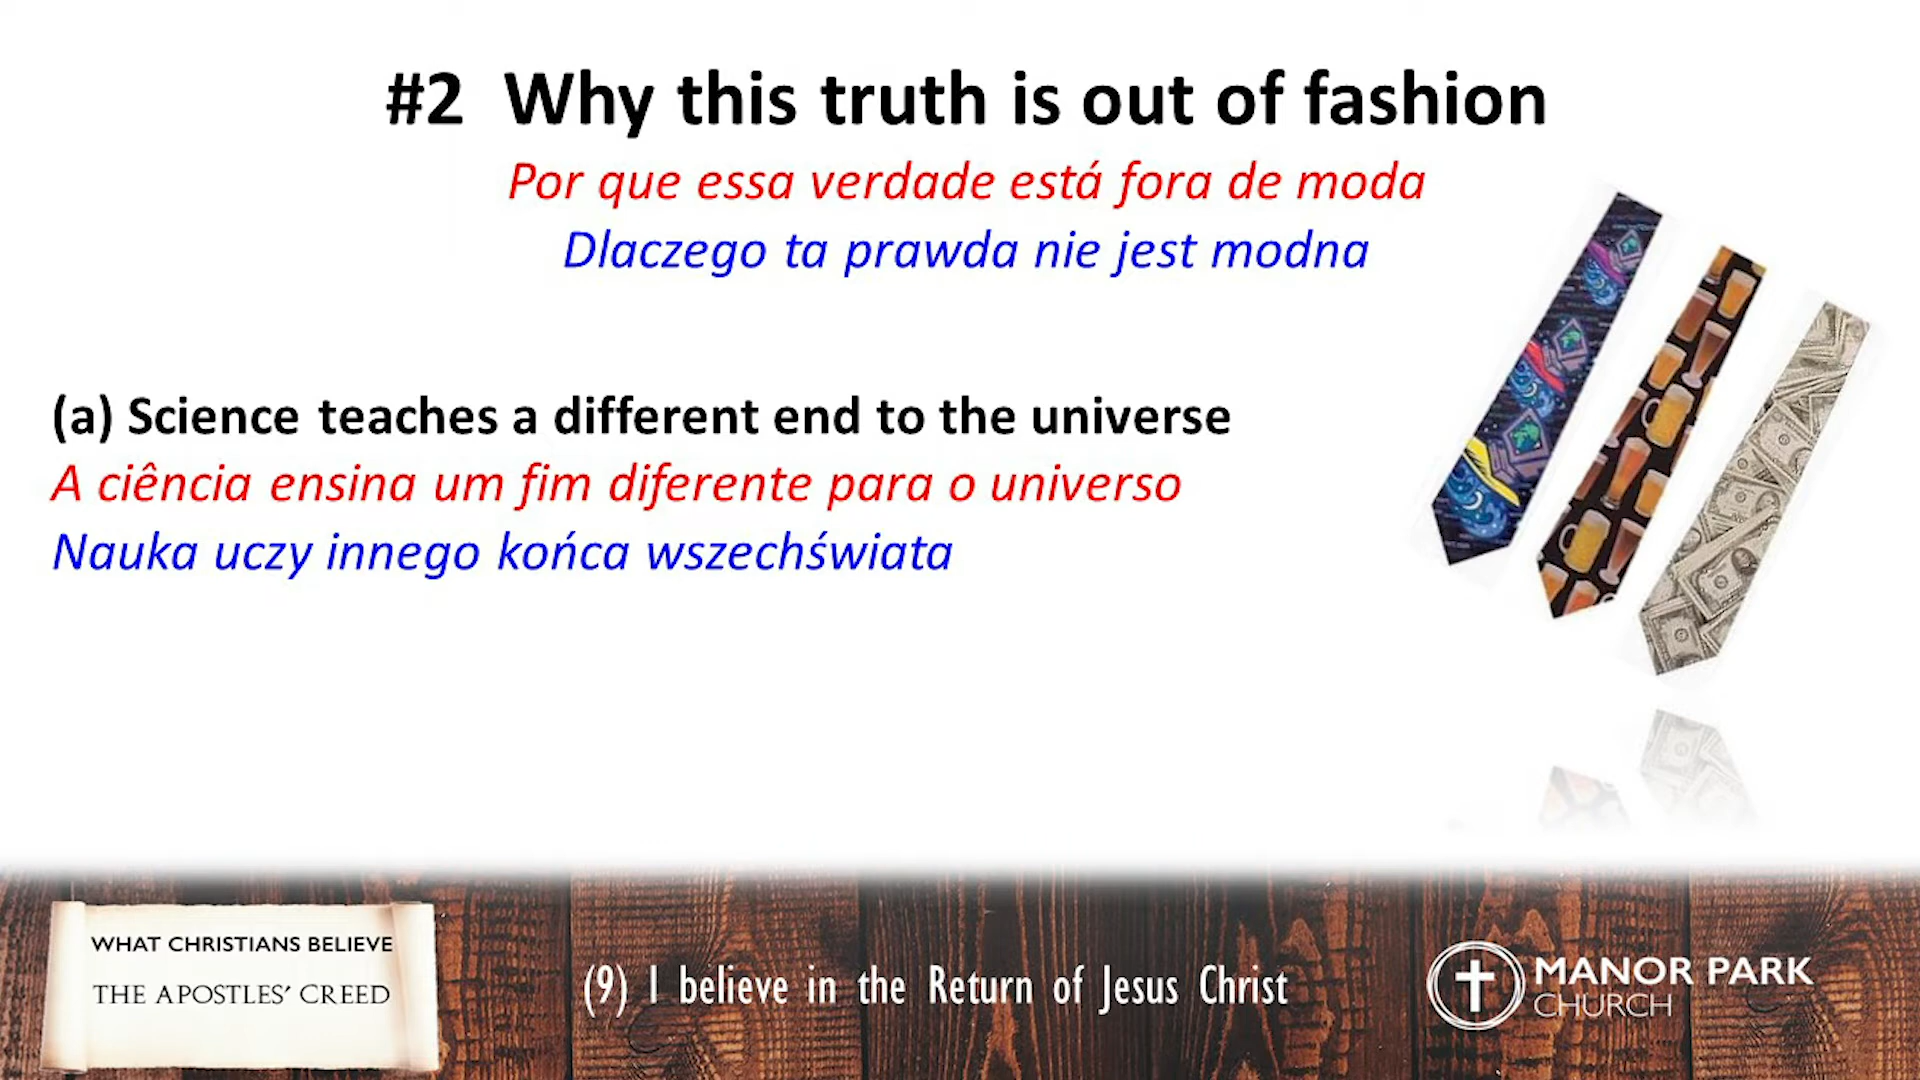 #2 Why this truth is out of fashion
Por que essa verdade está fora de moda
Dlaczego ta prawda nie jest modna
(a) Science teaches a different end to the universe
A ciência ensina um fim diferente para o universo
Nauka uczy innego końca wszechświata
WHAT CHRISTIANS BELIEVE
THE APOSTLES' CREED
(9) I believe in the Return of Jesus Christ
MANOR PARK
CHURCH